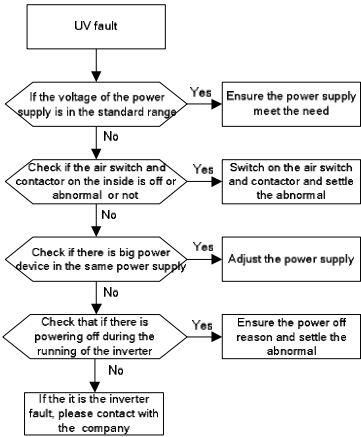 UV fault
If the voltage of the power
supply is in the standard range
Yes
Ensure the power supply
meet the need
No
Check if the air switch and
contactor on the inside is off or
abnormal or not
Yes
Switch on the air switch
and contactor and settle
the abnormal
No
Check if there is big power
device in the same power supply
Yes
Adjust the power supply
No
Check that if there is
powering off during the
running of the inverter
Yes
Ensure the power off
reason and settle the
abnormal
No
If the it is the inverter
fault, please contact with
the company